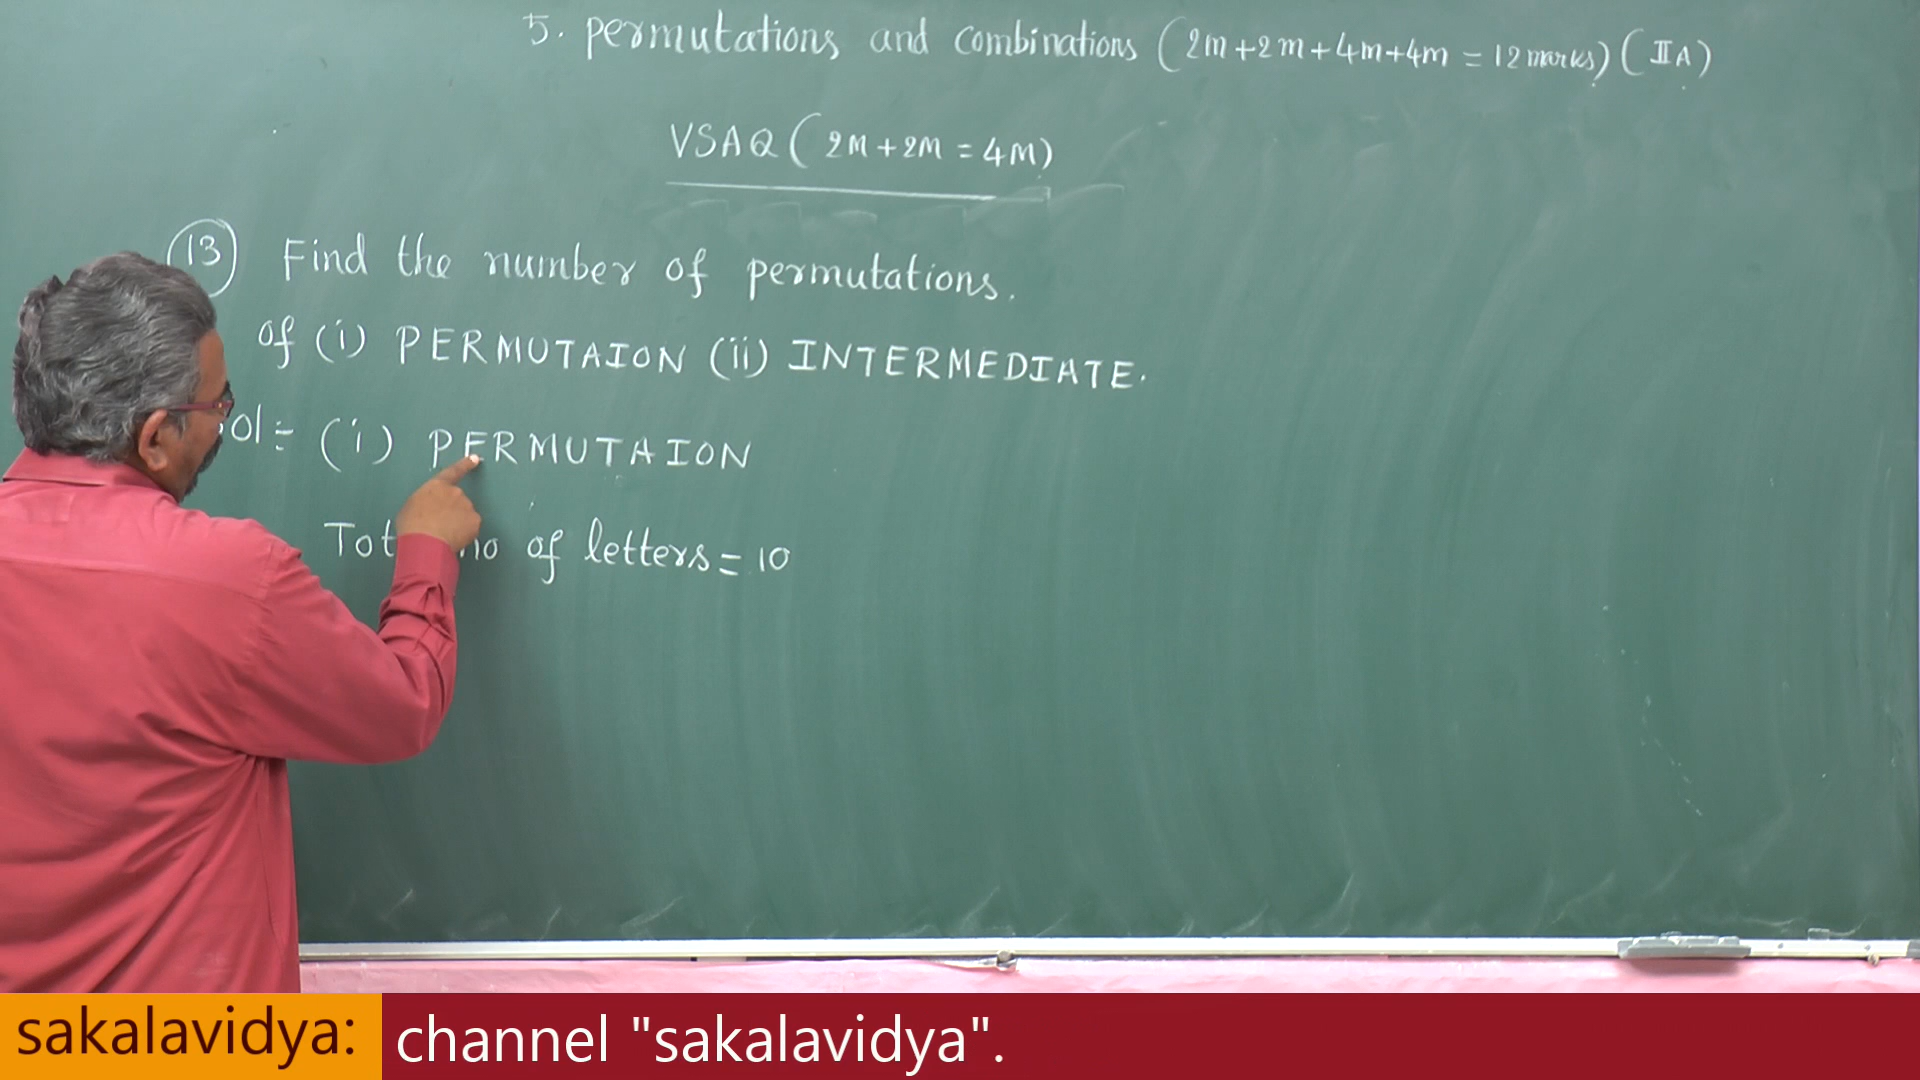 5. permutations and combinations (2m+2m+4m+4m = 12 marks) (IIA)
VSAQ (2M+2M = 4M)
(13) Find the number of permutations.
of (i) PERMUTAION (ii) INTERMEDIATE.
ol= (i) PERMUTAION
Tot no of letters = 10
sakalavidya: channel "sakalavidya".